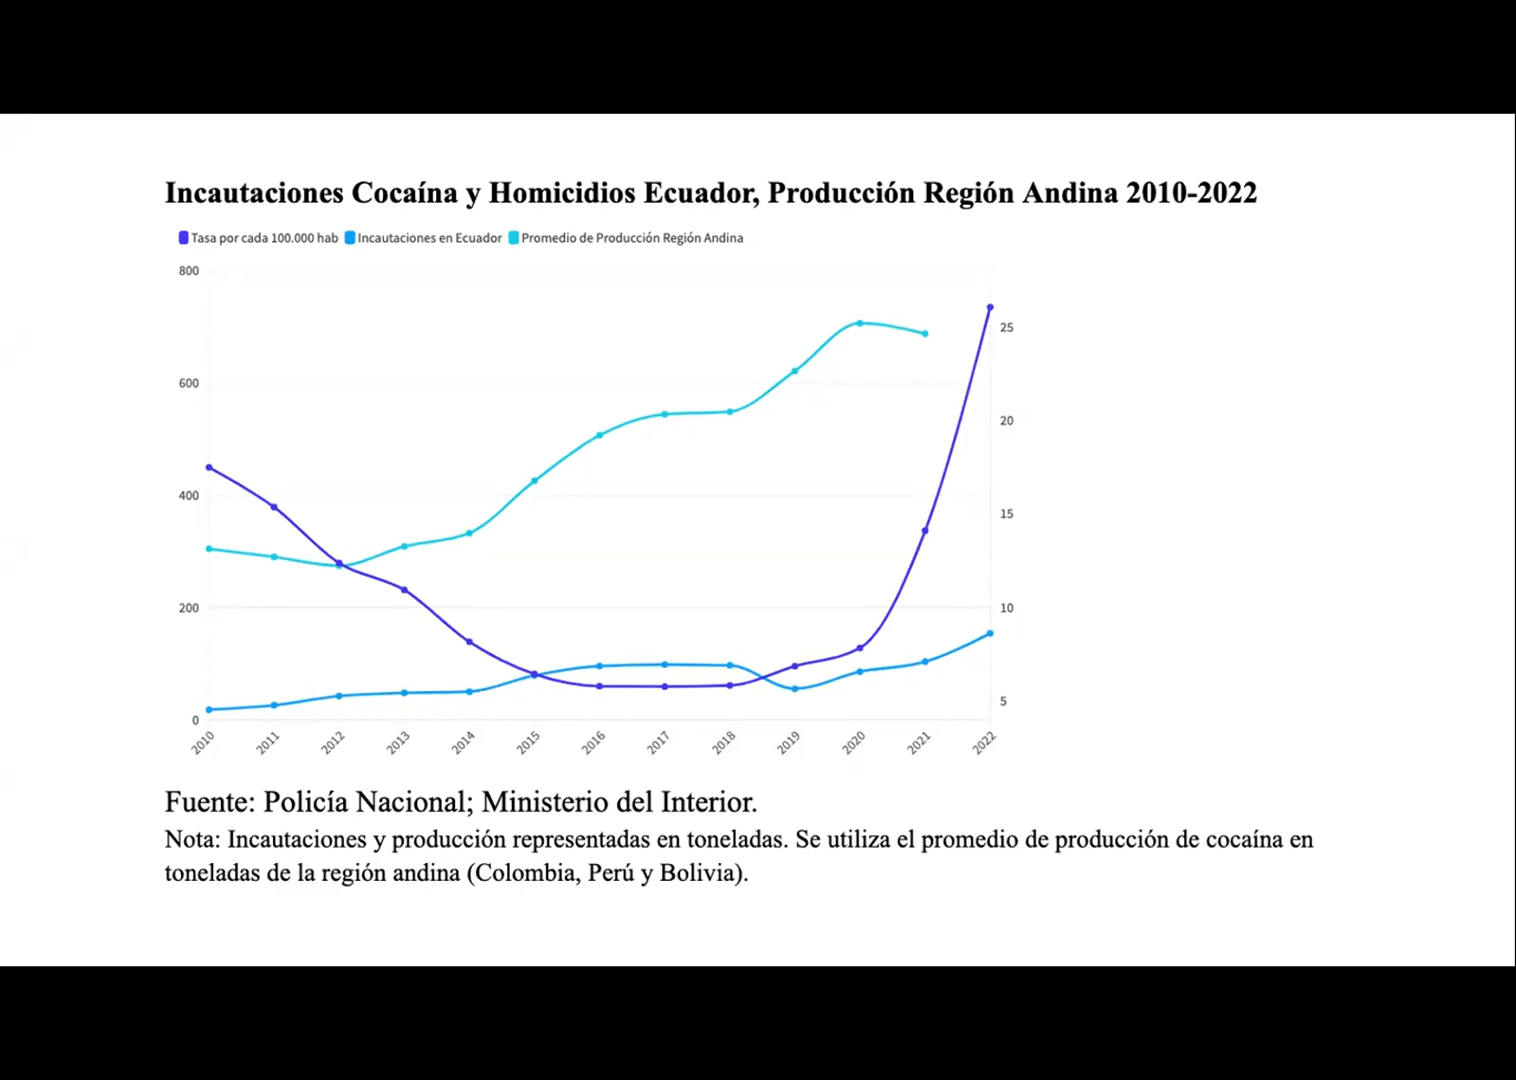 Incautaciones Cocaína y Homicidios Ecuador, Producción Región Andina 2010-2022
Tasa por cada 100.000 hab Incautaciones en Ecuador Promedio de Producción Región Andina
800
600
400
200
0
25
20
15
10
5
2010 2011 2012 2013 2014 2015 2016 2017 2018 2019 2020 2021 2022
Fuente: Policía Nacional; Ministerio del Interior.
Nota: Incautaciones y producción representadas en toneladas. Se utiliza el promedio de producción de cocaína en
toneladas de la región andina (Colombia, Perú y Bolivia).